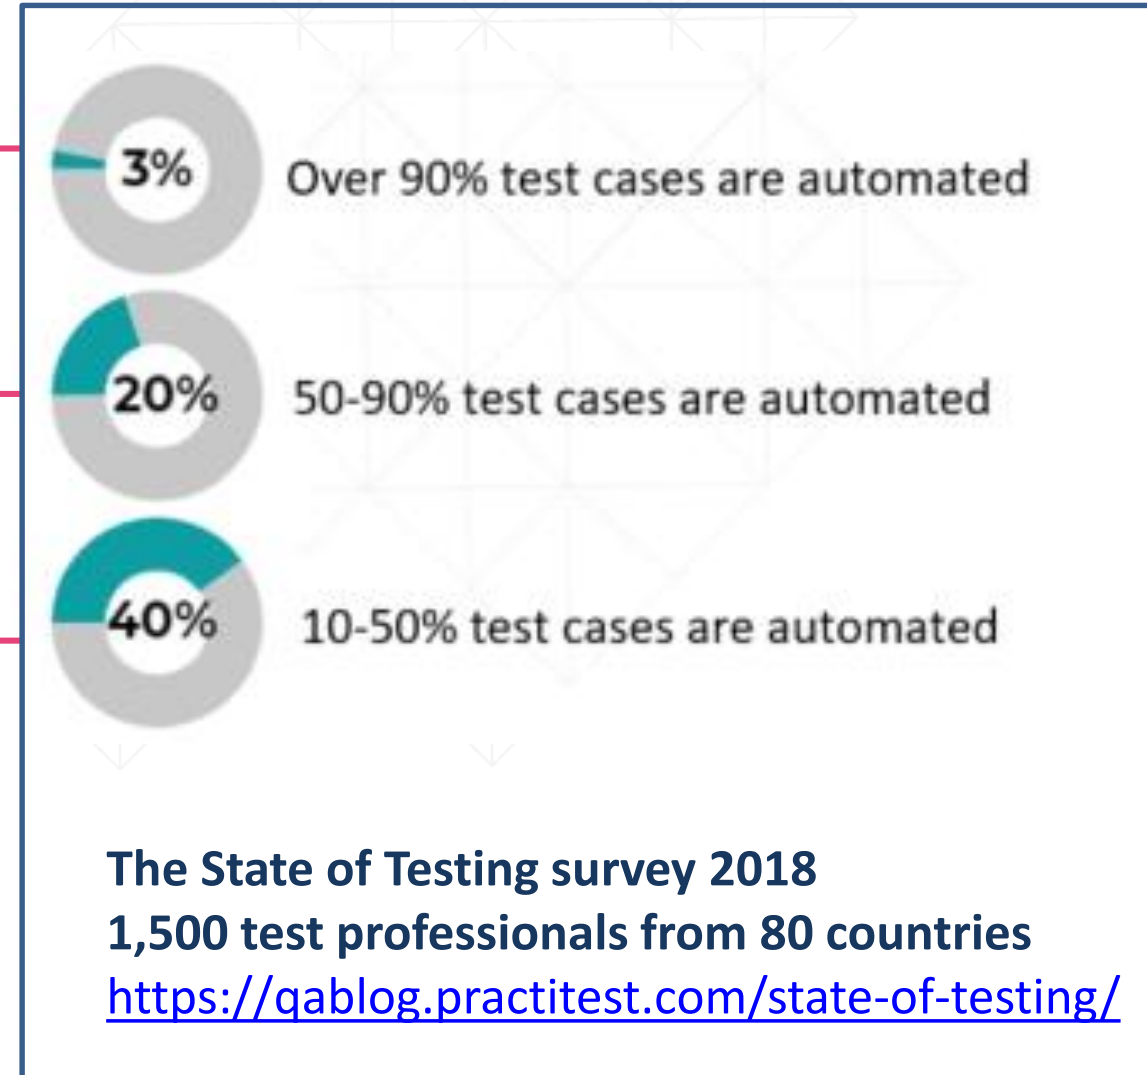 3%
Over 90% test cases are automated
20%
50-90% test cases are automated
40%
10-50% test cases are automated
The State of Testing survey 2018
1,500 test professionals from 80 countries
https://qablog.practitest.com/state-of-testing/